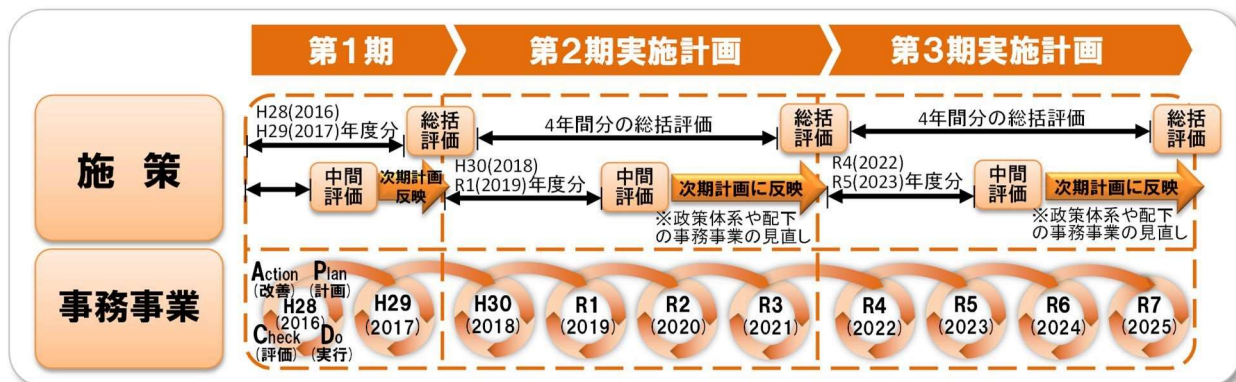 第1期
第2期実施計画
第3期実施計画
施 策
H28(2016)
H29(2017)年度分
総括
評価
4年間分の総括評価
総括
評価
4年間分の総括評価
総括
評価
中間
評価
次期計画
反映
H30(2018)
R1(2019)年度分
中間
評価
次期計画に反映
※政策体系や配下
の事務事業の見直し
R4(2022)
R5(2023)年度分
中間
評価
次期計画に反映
※政策体系や配下
の事務事業の見直し
事務事業
Action
(改善)
Plan
(計画)
H28
(2016)
Check
(評価)
Do
(実行)
H29
(2017)
H30
(2018)
R1
(2019)
R2
(2020)
R3
(2021)
R4
(2022)
R5
(2023)
R6
(2024)
R7
(2025)